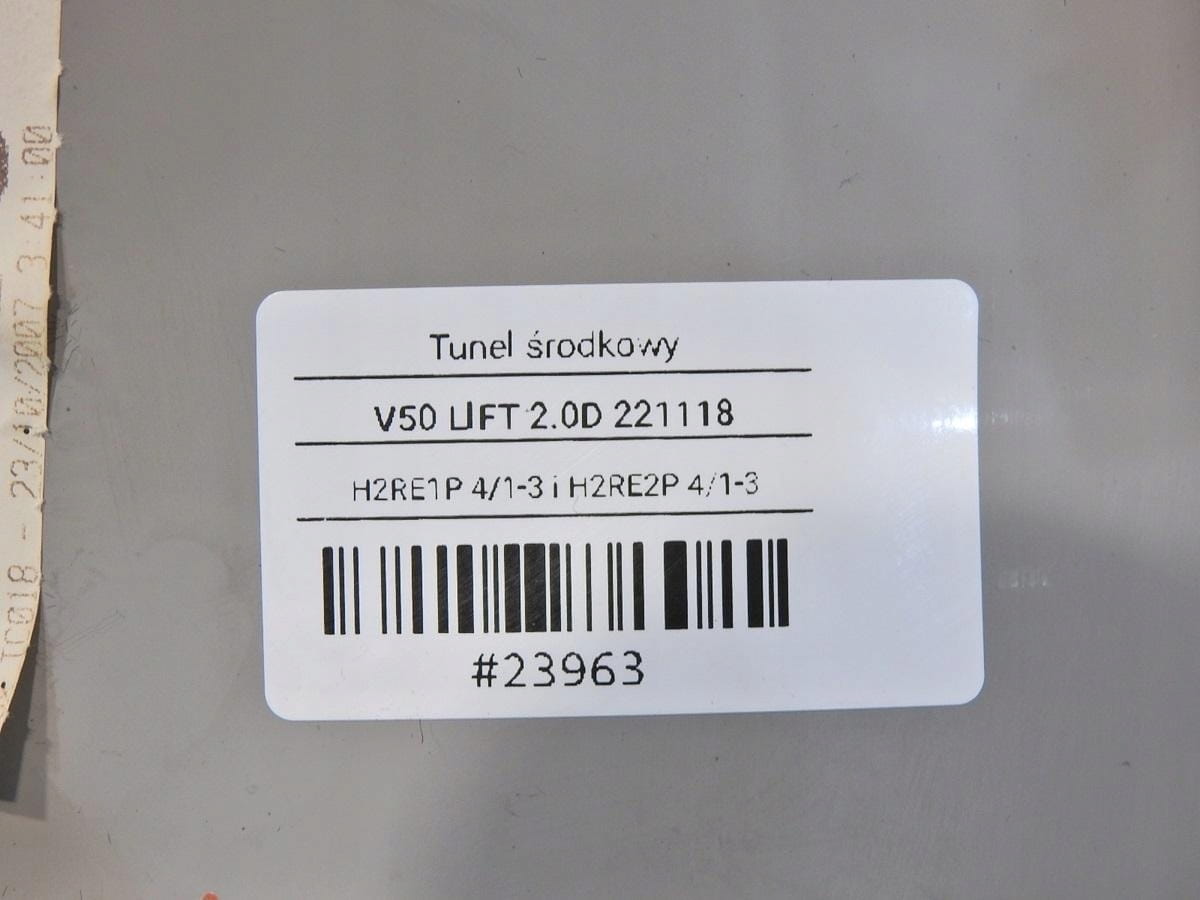 Tunel środkowy
V50 LIFT 2.0D 221118
H2RE1P 4/1-3 i H2RE2P 4/1-3
#23963
TC018 - 23/10/2007 3:41:00